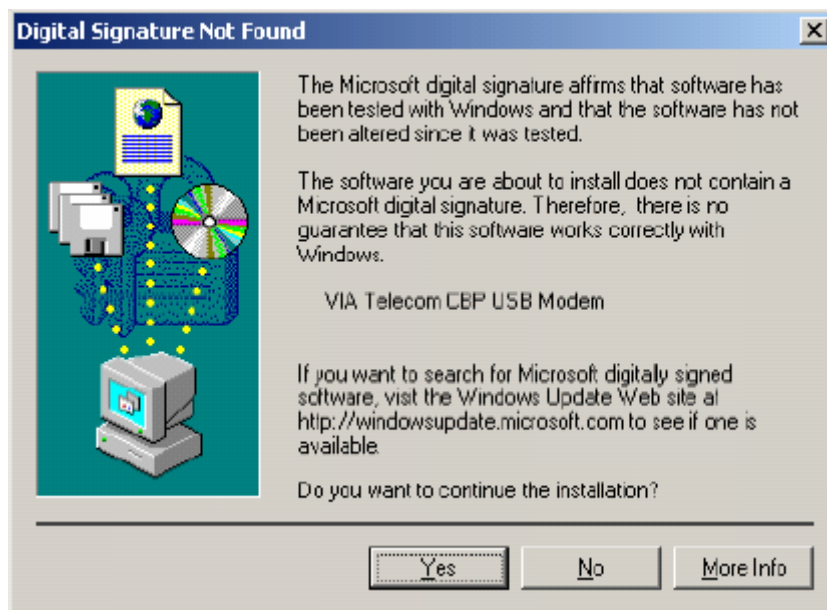 Digital Signature Not Found
The Microsoft digital signature affirms that software has
been tested with Windows and that the software has not
been altered since it was tested.
The software you are about to install does not contain a
Microsoft digital signature. Therefore, there is no
guarantee that this software works correctly with
Windows.
VIA Telecom CBP USB Modem
If you want to search for Microsoft digitaly signed
software, visit the Windows Update Web site at
http://windowsupdate.microsoft.com to see if one is
available.
Do you want to continue the installation?
Yes No More Info